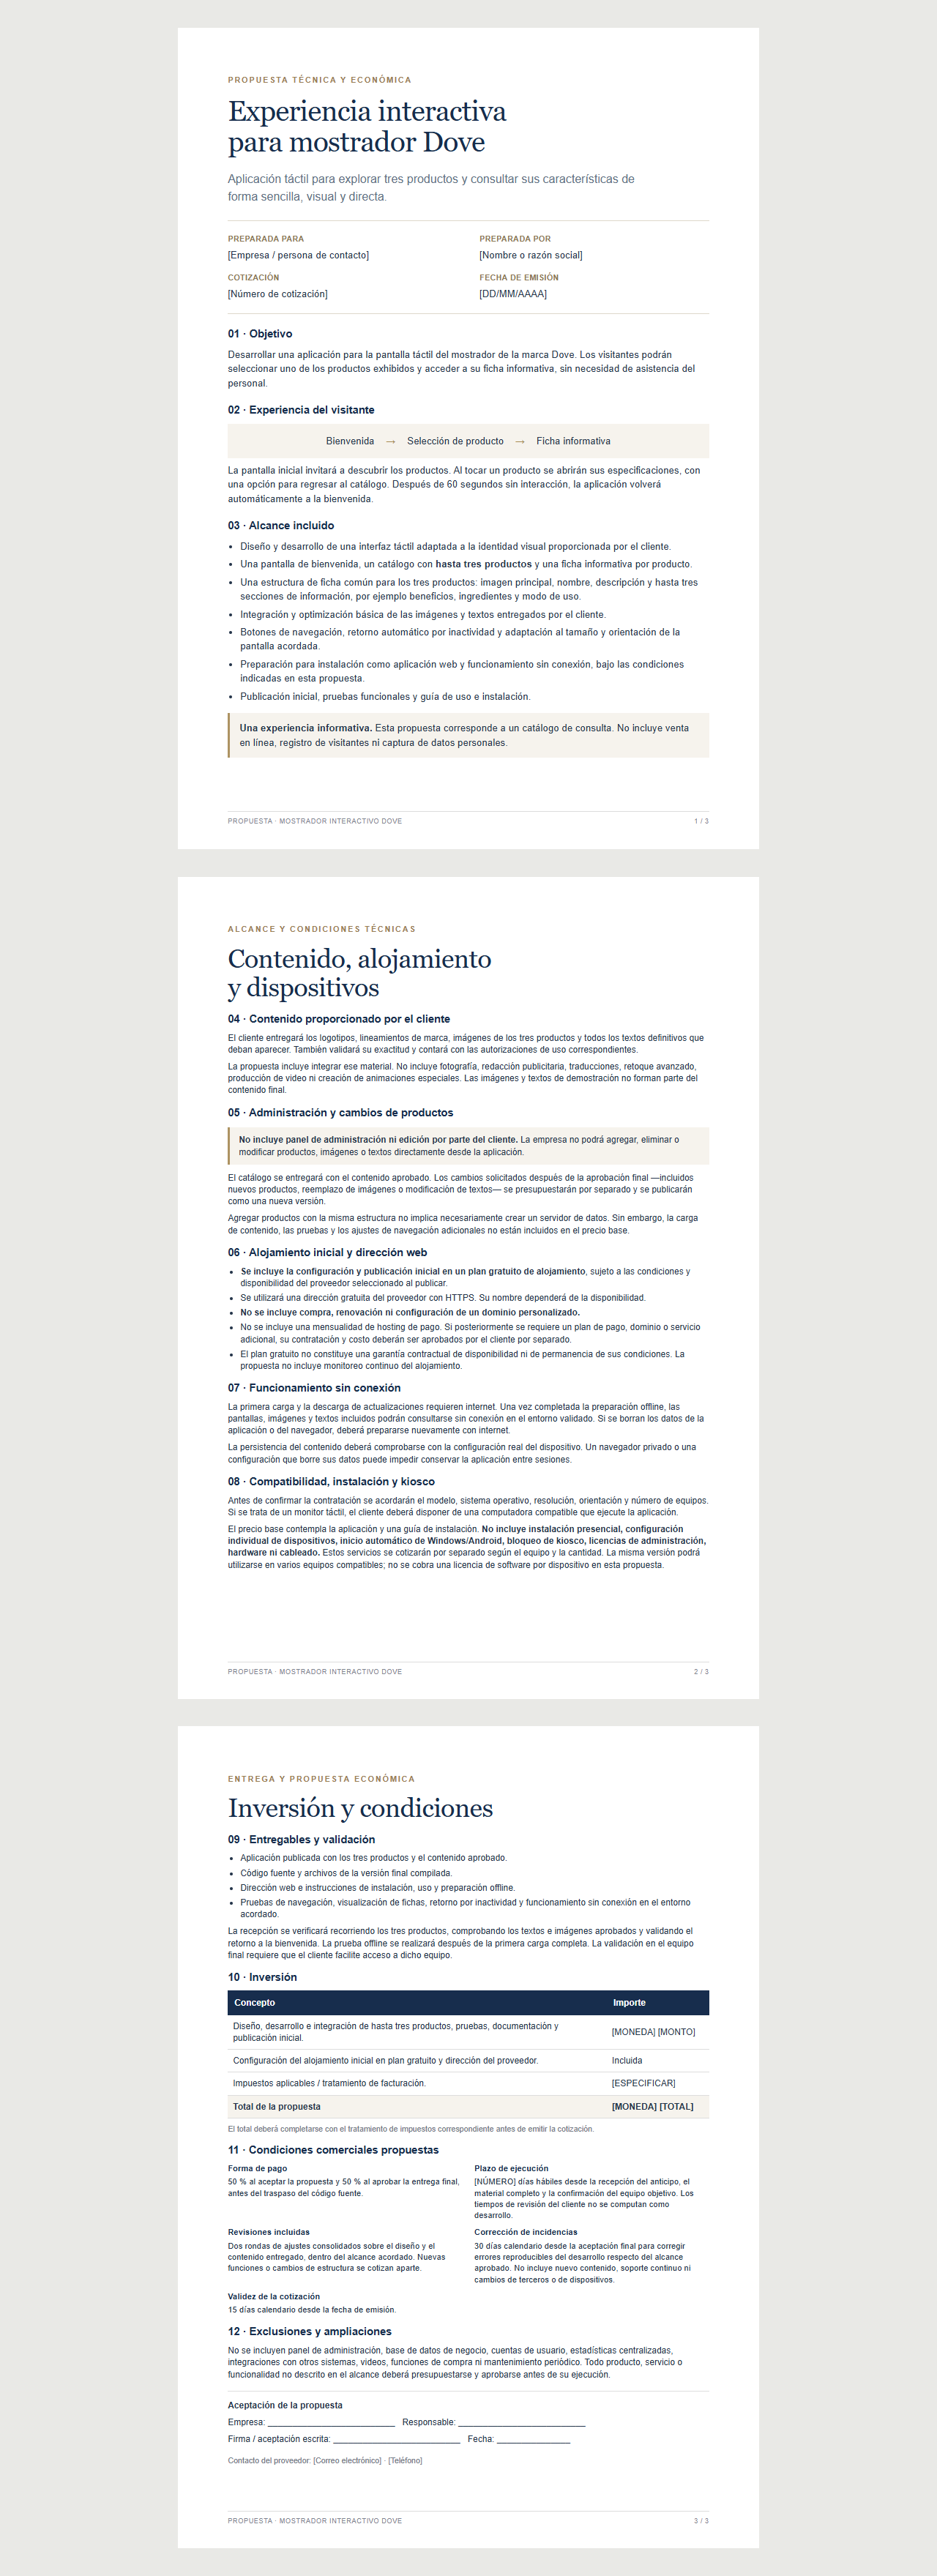 PROPUESTA TÉCNICA Y ECONÓMICA
Experiencia interactiva
para mostrador Dove
Aplicación táctil para explorar tres productos y consultar sus características de
forma sencilla, visual y directa.
PREPARADA PARA
[Empresa / persona de contacto]
PREPARADA POR
[Nombre o razón social]
COTIZACIÓN
[Número de cotización]
FECHA DE EMISIÓN
[DD/MM/AAAA]
01 · Objetivo
Desarrollar una aplicación para la pantalla táctil del mostrador de la marca Dove. Los visitantes podrán
seleccionar uno de los productos exhibidos y acceder a su ficha informativa, sin necesidad de asistencia del
personal.
02 · Experiencia del visitante
Bienvenida → Selección de producto → Ficha informativa
La pantalla inicial invitará a descubrir los productos. Al tocar un producto se abrirán sus especificaciones, con
una opción para regresar al catálogo. Después de 60 segundos sin interacción, la aplicación volverá
automáticamente a la bienvenida.
03 · Alcance incluido
• Diseño y desarrollo de una interfaz táctil adaptada a la identidad visual proporcionada por el cliente.
• Una pantalla de bienvenida, un catálogo con hasta tres productos y una ficha informativa por producto.
• Una estructura de ficha común para los tres productos: imagen principal, nombre, descripción y hasta tres
secciones de información, por ejemplo beneficios, ingredientes y modo de uso.
• Integración y optimización básica de las imágenes y textos entregados por el cliente.
• Botones de navegación, retorno automático por inactividad y adaptación al tamaño y orientación de la
pantalla acordada.
• Preparación para instalación como aplicación web y funcionamiento sin conexión, bajo las condiciones
indicadas en esta propuesta.
• Publicación inicial, pruebas funcionales y guía de uso e instalación.
Una experiencia informativa. Esta propuesta corresponde a un catálogo de consulta. No incluye venta
en línea, registro de visitantes ni captura de datos personales.
PROPUESTA · MOSTRADOR INTERACTIVO DOVE
1 / 3
ALCANCE Y CONDICIONES TÉCNICAS
Contenido, alojamiento
y dispositivos
04 · Contenido proporcionado por el cliente
El cliente entregará los logotipos, lineamientos de marca, imágenes de los tres productos y todos los textos definitivos que
deban aparecer. También validará su exactitud y contará con las autorizaciones de uso correspondientes.
La propuesta incluye integrar ese material. No incluye fotografía, redacción publicitaria, traducciones, retoque avanzado,
producción de video ni creación de animaciones especiales. Las imágenes y textos de demostración no forman parte del
contenido final.
05 · Administración y cambios de productos
No incluye panel de administración ni edición por parte del cliente. La empresa no podrá agregar, eliminar o
modificar productos, imágenes o textos directamente desde la aplicación.
El catálogo se entregará con el contenido aprobado. Los cambios solicitados después de la aprobación final —incluidos
nuevos productos, reemplazo de imágenes o modificación de textos— se presupuestarán por separado y se publicarán
como una nueva versión.
Agregar productos con la misma estructura no implica necesariamente crear un servidor de datos. Sin embargo, la carga
de contenido, las pruebas y los ajustes de navegación adicionales no están incluidos en el precio base.
06 · Alojamiento inicial y dirección web
• Se incluye la configuración y publicación inicial en un plan gratuito de alojamiento, sujeto a las condiciones y
disponibilidad del proveedor seleccionado al publicar.
• Se utilizará una dirección gratuita del proveedor con HTTPS. Su nombre dependerá de la disponibilidad.
• No se incluye compra, renovación ni configuración de un dominio personalizado.
• No se incluye una mensualidad de hosting de pago. Si posteriormente se requiere un plan de pago, dominio o servicio
adicional, su contratación y costo deberán ser aprobados por el cliente por separado.
• El plan gratuito no constituye una garantía contractual de disponibilidad ni de permanencia de sus condiciones. La
propuesta no incluye monitoreo continuo del alojamiento.
07 · Funcionamiento sin conexión
La primera carga y la descarga de actualizaciones requieren internet. Una vez completada la preparación offline, las
pantallas, imágenes y textos incluidos podrán consultarse sin conexión en el entorno validado. Si se borran los datos de la
aplicación o del navegador, deberá prepararse nuevamente con internet.
La persistencia del contenido deberá comprobarse con la configuración real del dispositivo. Un navegador privado o una
configuración que borre sus datos puede impedir conservar la aplicación entre sesiones.
08 · Compatibilidad, instalación y kiosco
Antes de confirmar la contratación se acordarán el modelo, sistema operativo, resolución, orientación y número de equipos.
Si se trata de un monitor táctil, el cliente deberá disponer de una computadora compatible que ejecute la aplicación.
El precio base contempla la aplicación y una guía de instalación. No incluye instalación presencial, configuración
individual de dispositivos, inicio automático de Windows/Android, bloqueo de kiosco, licencias de administración,
hardware ni cableado. Estos servicios se cotizarán por separado según el equipo y la cantidad. La misma versión podrá
utilizarse en varios equipos compatibles; no se cobra una licencia de software por dispositivo en esta propuesta.
PROPUESTA · MOSTRADOR INTERACTIVO DOVE
2 / 3
ENTREGA Y PROPUESTA ECONÓMICA
Inversión y condiciones
09 · Entregables y validación
• Aplicación publicada con los tres productos y el contenido aprobado.
• Código fuente y archivos de la versión final compilada.
• Dirección web e instrucciones de instalación, uso y preparación offline.
• Pruebas de navegación, visualización de fichas, retorno por inactividad y funcionamiento sin conexión en el entorno
acordado.
La recepción se verificará recorriendo los tres productos, comprobando los textos e imágenes aprobados y validando el
retorno a la bienvenida. La prueba offline se realizará después de la primera carga completa. La validación en el equipo
final requiere que el cliente facilite acceso a dicho equipo.
10 · Inversión
Concepto
Importe
Diseño, desarrollo e integración de hasta tres productos, pruebas, documentación y
publicación inicial.
[MONEDA] [MONTO]
Configuración del alojamiento inicial en plan gratuito y dirección del proveedor.
Incluida
Impuestos aplicables / tratamiento de facturación.
[ESPECIFICAR]
Total de la propuesta
[MONEDA] [TOTAL]
El total deberá completarse con el tratamiento de impuestos correspondiente antes de emitir la cotización.
11 · Condiciones comerciales propuestas
Forma de pago
50 % al aceptar la propuesta y 50 % al aprobar la entrega final,
antes del traspaso del código fuente.
Plazo de ejecución
[NÚMERO] días hábiles desde la recepción del anticipo, el
material completo y la confirmación del equipo objetivo. Los
tiempos de revisión del cliente no se computan como
desarrollo.
Revisiones incluidas
Dos rondas de ajustes consolidados sobre el diseño y el
contenido entregado, dentro del alcance acordado. Nuevas
funciones o cambios de estructura se cotizan aparte.
Corrección de incidencias
30 días calendario desde la aceptación final para corregir
errores reproducibles del desarrollo respecto del alcance
aprobado. No incluye nuevo contenido, soporte continuo ni
cambios de terceros o de dispositivos.
Validez de la cotización
15 días calendario desde la fecha de emisión.
12 · Exclusiones y ampliaciones
No se incluyen panel de administración, base de datos de negocio, cuentas de usuario, estadísticas centralizadas,
integraciones con otros sistemas, videos, funciones de compra ni mantenimiento periódico. Todo producto, servicio o
funcionalidad no descrito en el alcance deberá presupuestarse y aprobarse antes de su ejecución.
Aceptación de la propuesta
Empresa: __________________________ Responsable: __________________________
Firma / aceptación escrita: __________________________ Fecha: _______________
Contacto del proveedor: [Correo electrónico] · [Teléfono]
PROPUESTA · MOSTRADOR INTERACTIVO DOVE
3 / 3